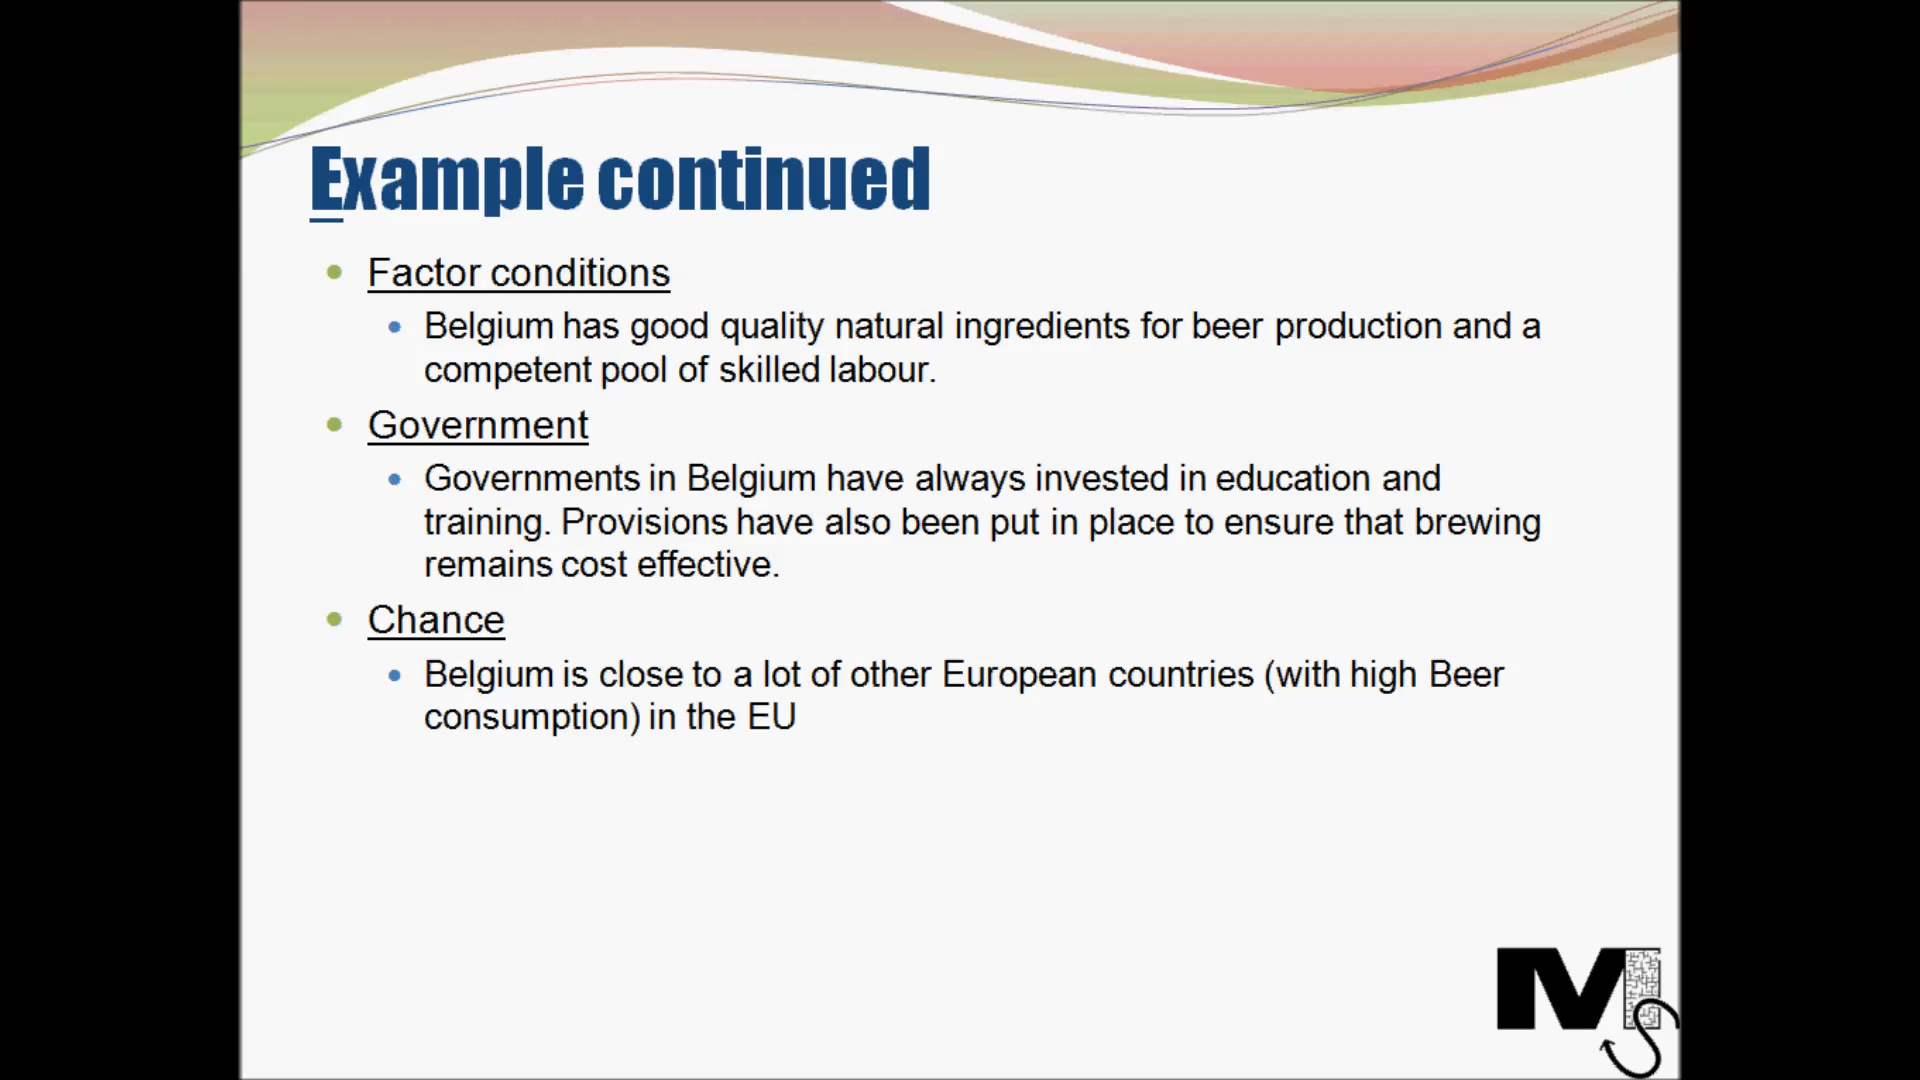 Example continued
Factor conditions
Belgium has good quality natural ingredients for beer production and a
competent pool of skilled labour.
Government
Governments in Belgium have always invested in education and
training. Provisions have also been put in place to ensure that brewing
remains cost effective.
Chance
Belgium is close to a lot of other European countries (with high Beer
consumption) in the EU
M
S